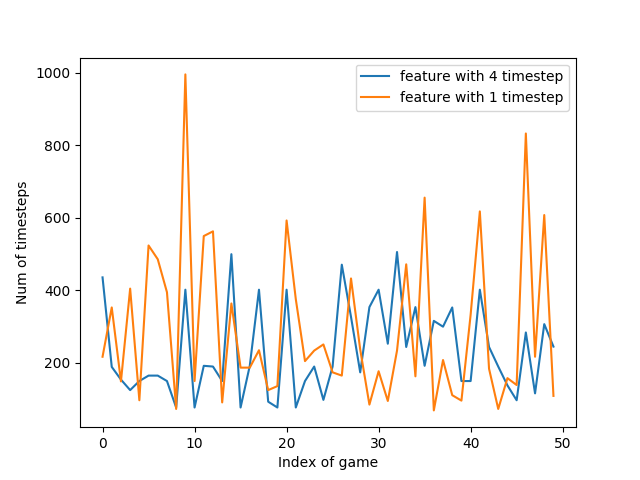 feature with 4 timestep
feature with 1 timestep
1000
800
600
400
200
Num of timesteps
0 10 20 30 40 50
Index of game